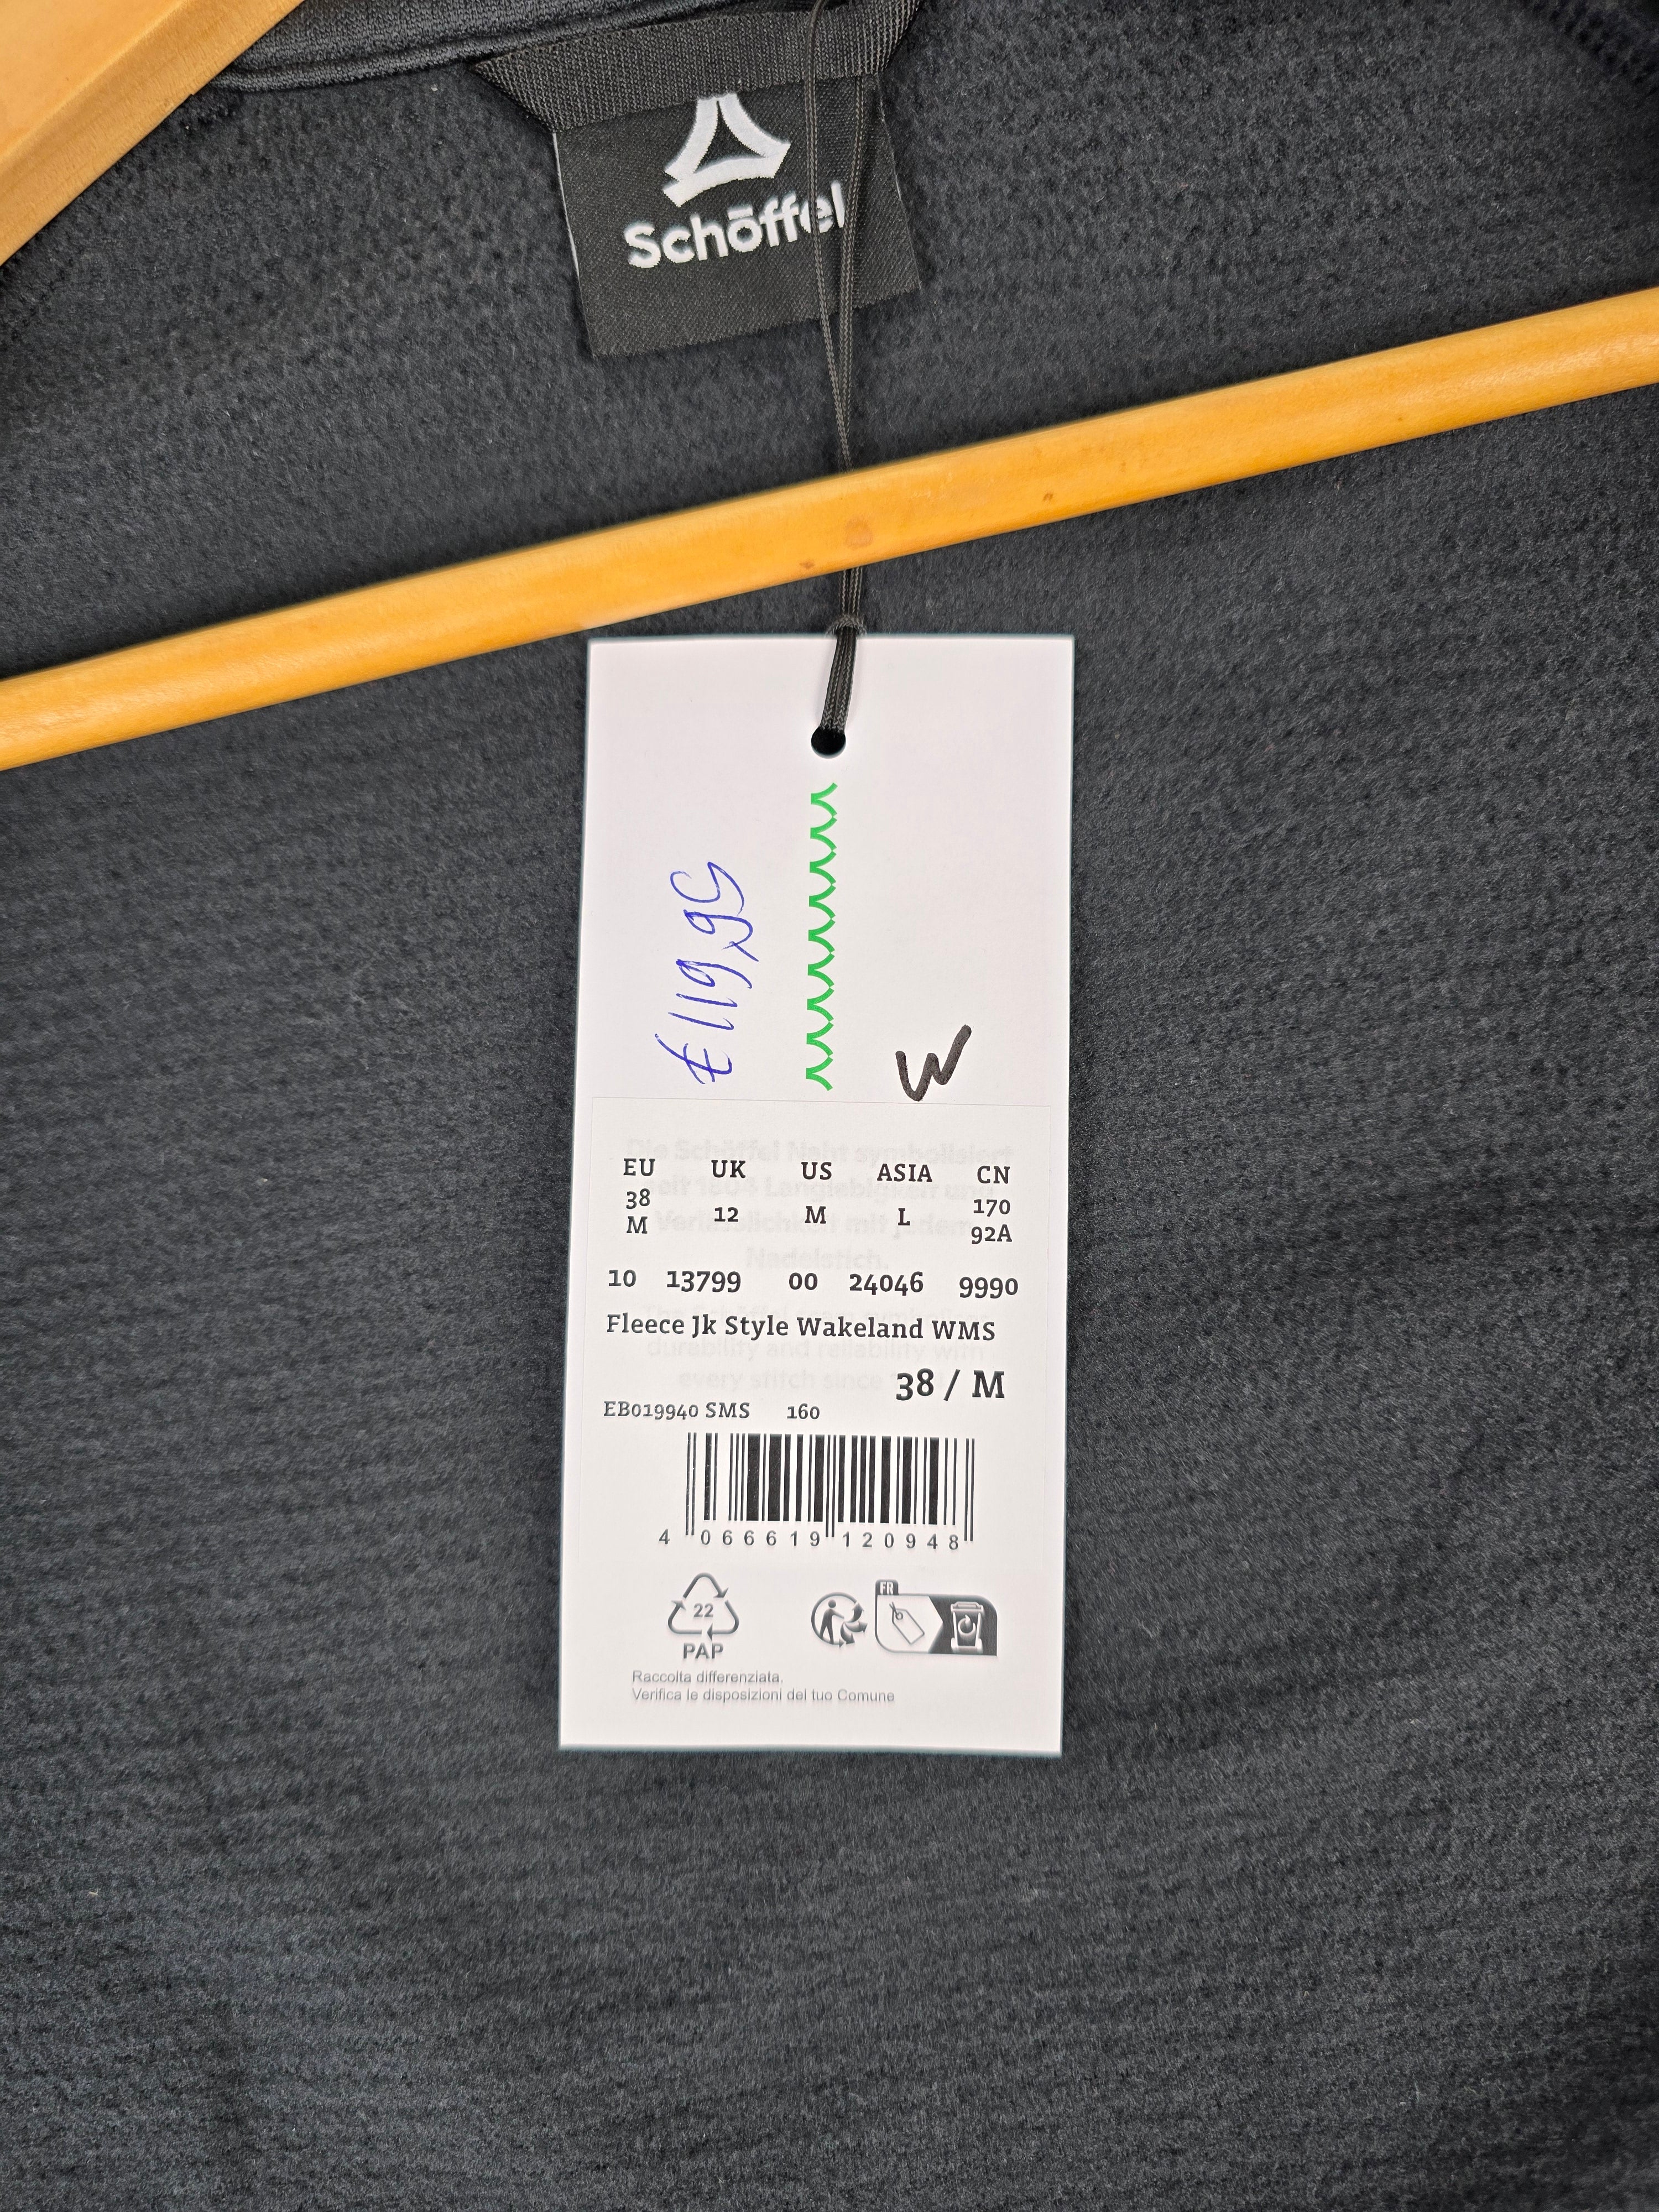 Schöffel
€119,95
W
EU UK US ASIA CN
38 M 12 M L 170 92A
10 13799 00 24046 9990
Fleece Jk Style Wakeland WMS
38 / M
EB019940 SMS 160
4 066619 120948
22
PAP
FR
Raccolta differenziata.
Verifica le disposizioni del tuo Comune